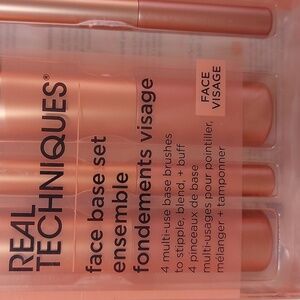 REAL
TECHNIQUES®
face base set
ensemble
fondements visage
4 multi-use base brushes
to stipple, blend, + buff
4 pinceaux de base
multi-usages pour pointiller,
mélanger + tamponner
FACE
VISAGE